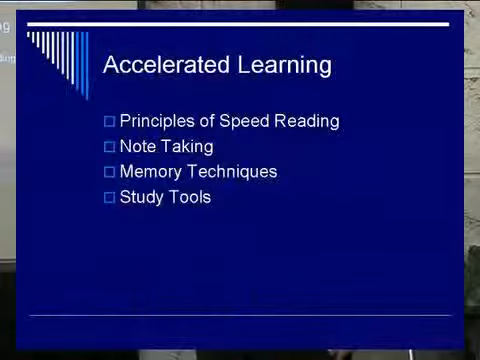 Accelerated Learning
Principles of Speed Reading
Note Taking
Memory Techniques
Study Tools